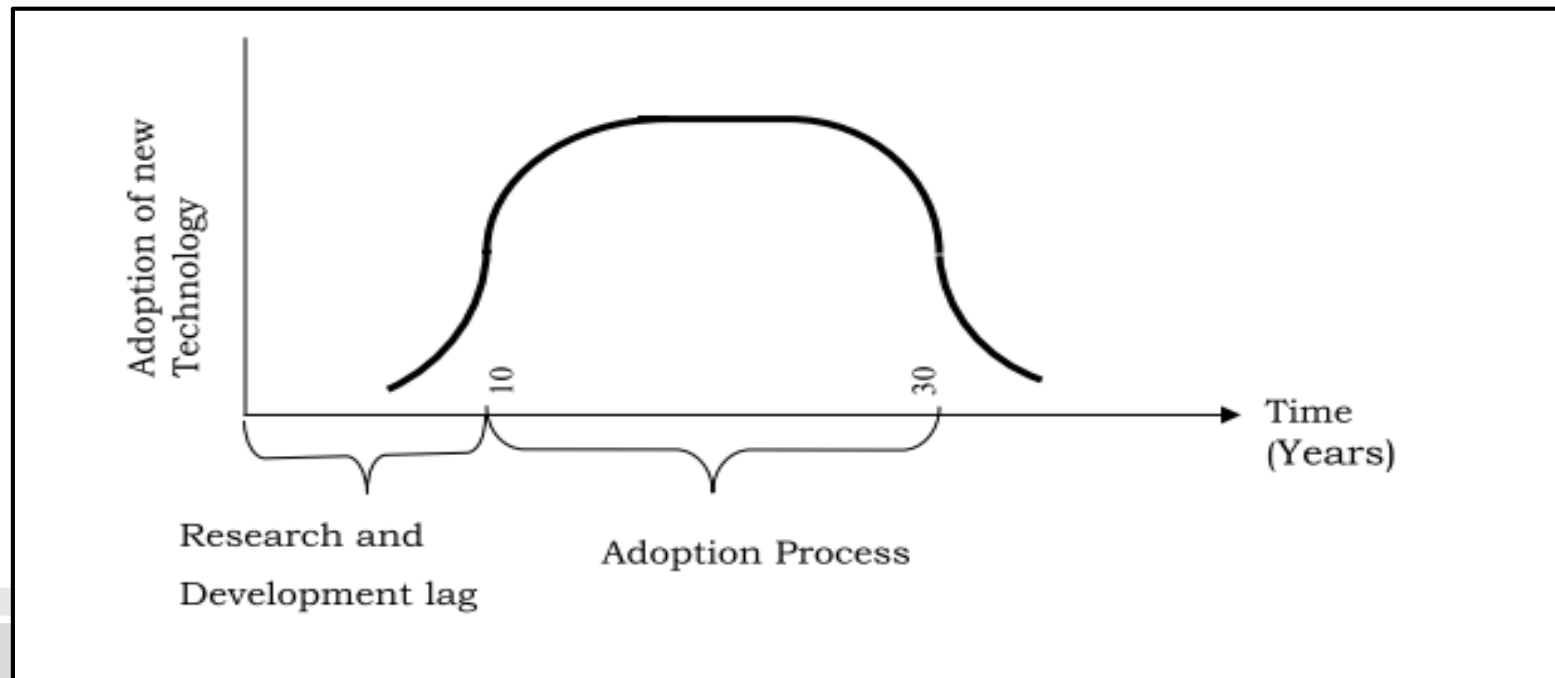 Adoption of new
Technology
10
30
Time
(Years)
Research and
Development lag
Adoption Process